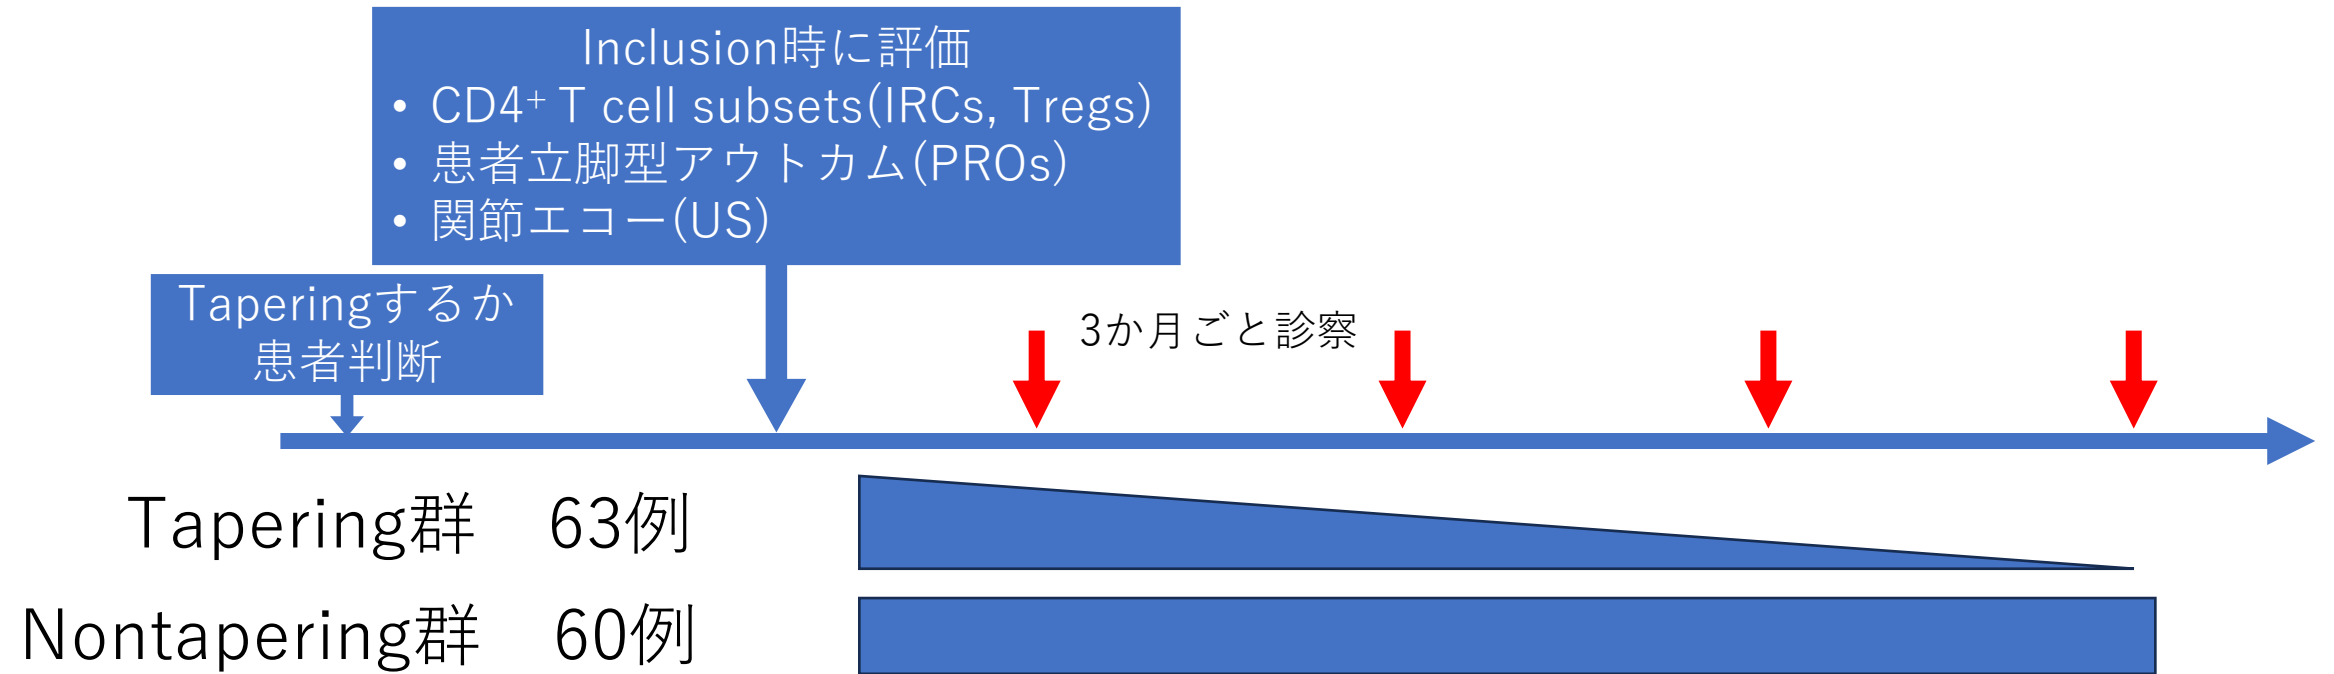 Inclusion時に評価
• CD4⁺ T cell subsets(IRCs, Tregs)
• 患者立脚型アウトカム(PROs)
• 関節エコー(US)
Taperingするか
患者判断
3か月ごと診察
Tapering群 63例
Nontapering群 60例